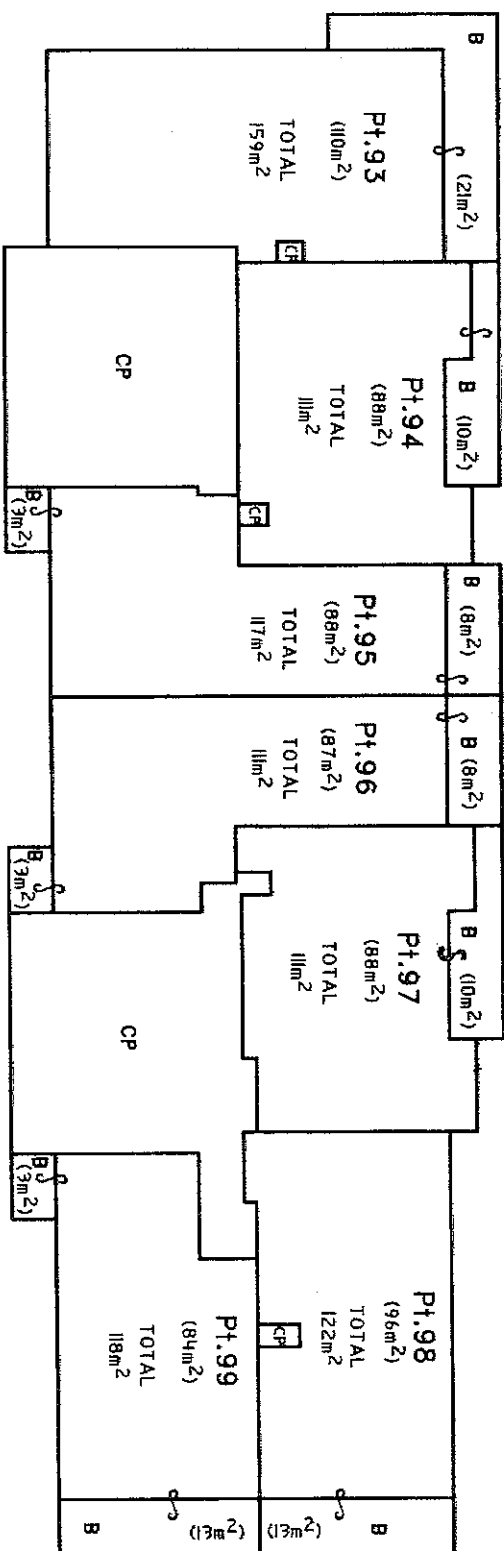 B
(21m²)
Pt.93
(110m²)
TOTAL
159m²
CP
B (10m²)
Pt.94
(88m²)
TOTAL
111m²
CP
CP
B
(3m²)
B
(8m²)
Pt.95
(88m²)
TOTAL
117m²
B (8m²)
Pt.96
(87m²)
TOTAL
111m²
B
(3m²)
B (10m²)
Pt.97
(88m²)
TOTAL
111m²
CP
B
(3m²)
Pt.98
(96m²)
TOTAL
122m²
CP
Pt.99
(84m²)
TOTAL
118m²
B
(13m²)
(13m²)
B